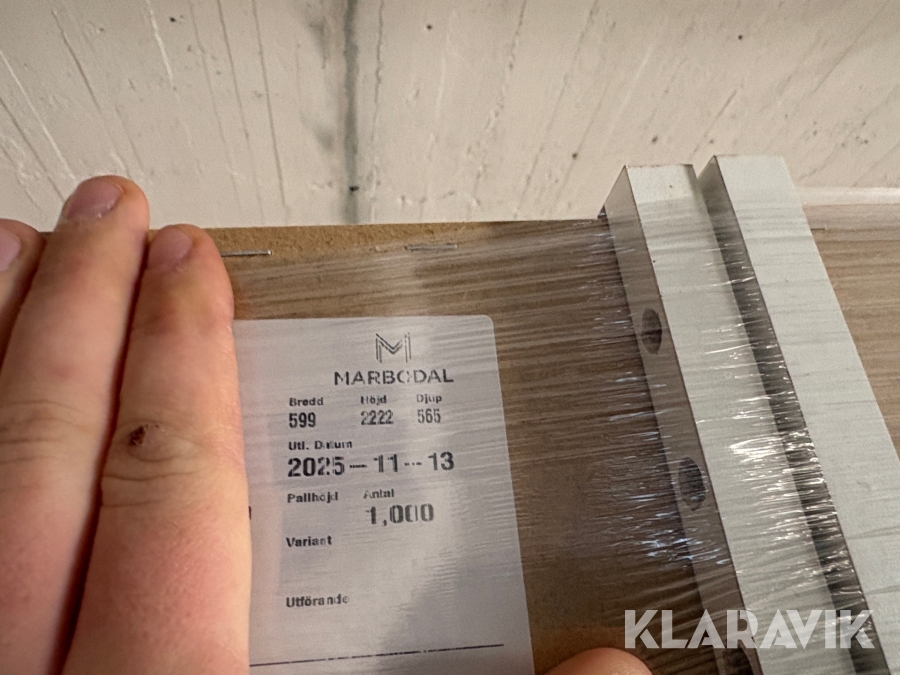 MARBODAL
Bredd Höjd Djup
599 2222 565
Utl. Datum
2025-11-13
Pallhöjd Antal
1,000
Variant
Utförande
KLARAVIK